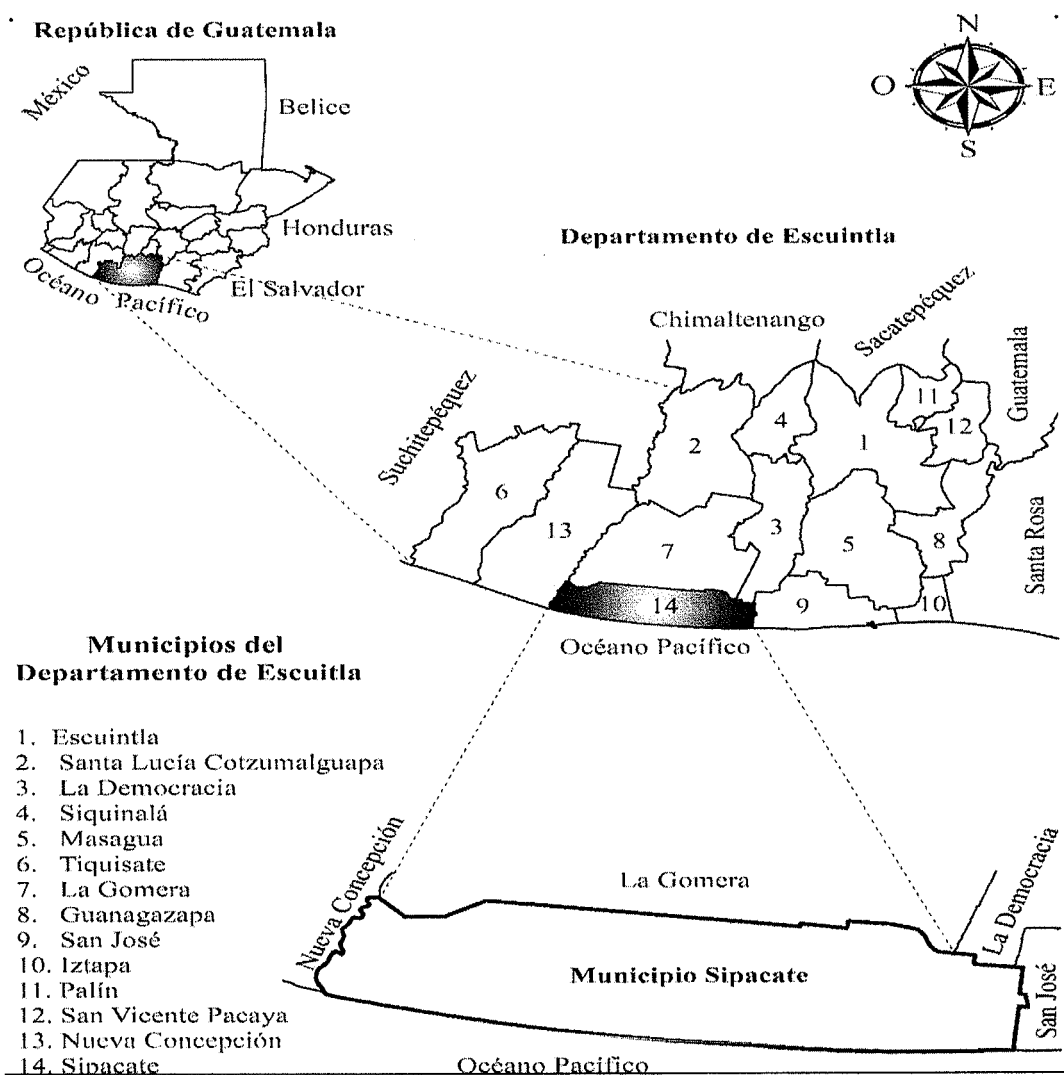 República de Guatemala
México
Belice
Honduras
El Salvador
Océano Pacífico
N
O
E
S
Departamento de Escuintla
Chimaltenango
Sacatepéquez
Guatemala
Suchitepéquez
Santa Rosa
11
4
2
12
1
6
13
3
7
5
8
14
9
10
Océano Pacífico
Municipios del
Departamento de Escuitla
1. Escuintla
2. Santa Lucía Cotzumalguapa
3. La Democracia
4. Siquinalá
5. Masagua
6. Tiquisate
7. La Gomera
8. Guanagazapa
9. San José
10. Iztapa
11. Palín
12. San Vicente Pacaya
13. Nueva Concepción
14. Sipacate
Nueva Concepción
La Gomera
La Democracia
Municipio Sipacate
San José
Océano Pacífico